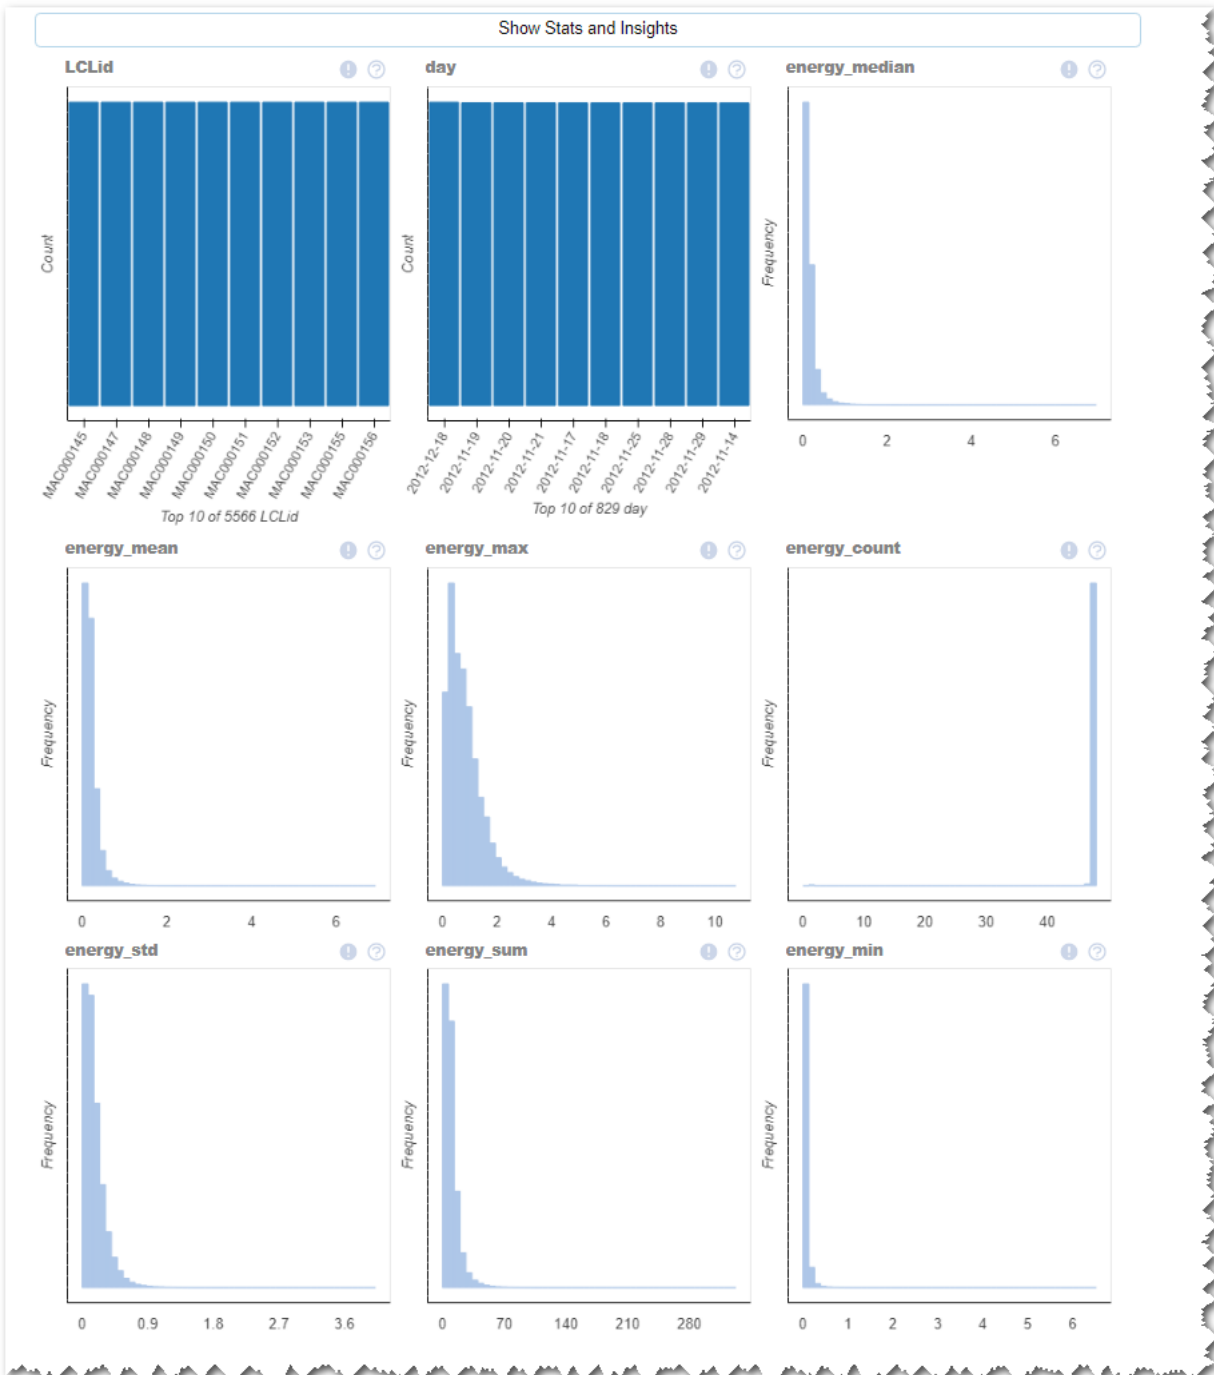 Show Stats and Insights
LCLid
day
energy_median
Count
MAC000145
MAC000147
MAC000148
MAC000149
MAC000150
MAC000151
MAC000152
MAC000153
MAC000155
MAC000156
Top 10 of 5566 LCLid
Count
2012-12-18
2012-11-19
2012-11-20
2012-11-21
2012-11-17
2012-11-18
2012-11-25
2012-11-28
2012-11-29
2012-11-14
Top 10 of 829 day
Frequency
0 2 4 6
energy_mean
energy_max
energy_count
Frequency
0 2 4 6
Frequency
0 2 4 6 8 10
Frequency
0 10 20 30 40
energy_std
energy_sum
energy_min
Frequency
0 0.9 1.8 2.7 3.6
Frequency
0 70 140 210 280
Frequency
0 1 2 3 4 5 6